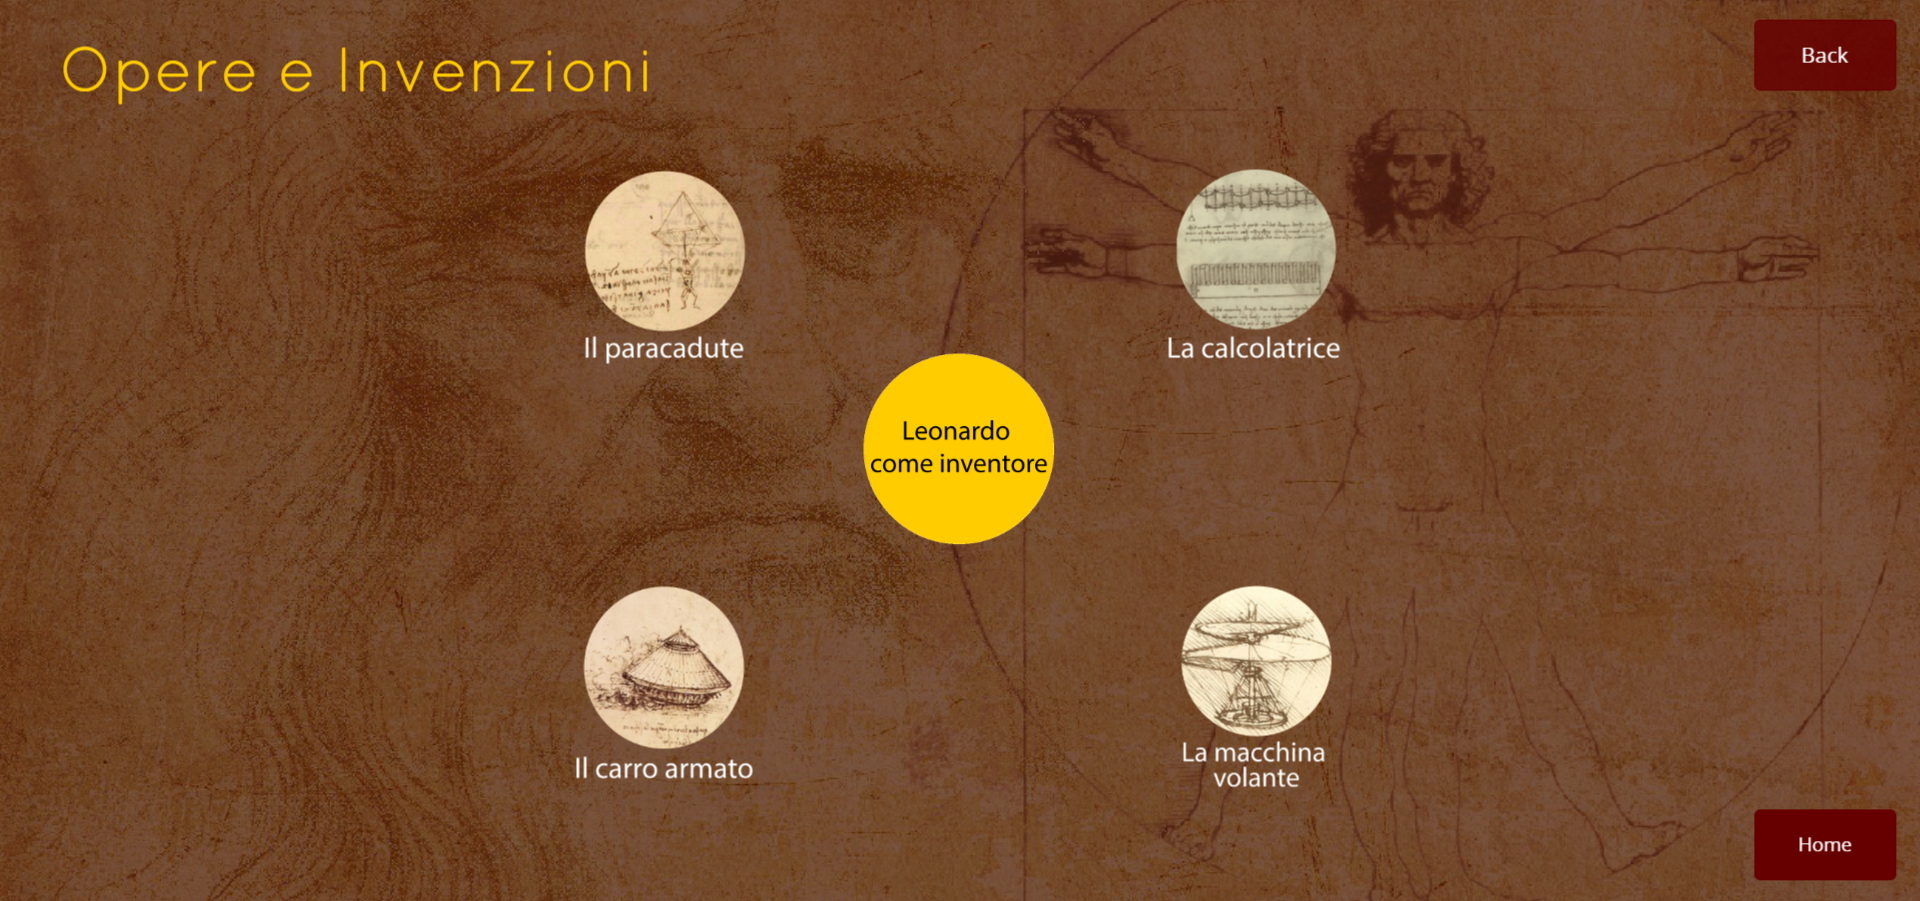 Opere e Invenzioni
Back
Il paracadute
La calcolatrice
Leonardo
come inventore
Il carro armato
La macchina
volante
Home